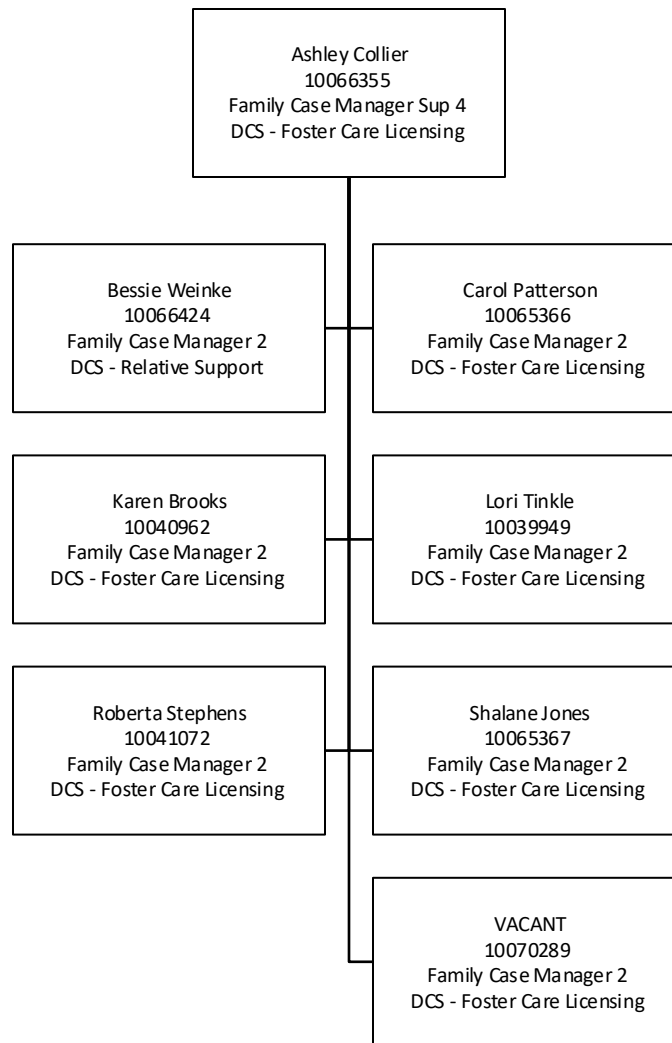 Ashley Collier
10066355
Family Case Manager Sup 4
DCS - Foster Care Licensing
Bessie Weinke
10066424
Family Case Manager 2
DCS - Relative Support
Carol Patterson
10065366
Family Case Manager 2
DCS - Foster Care Licensing
Karen Brooks
10040962
Family Case Manager 2
DCS - Foster Care Licensing
Lori Tinkle
10039949
Family Case Manager 2
DCS - Foster Care Licensing
Roberta Stephens
10041072
Family Case Manager 2
DCS - Foster Care Licensing
Shalane Jones
10065367
Family Case Manager 2
DCS - Foster Care Licensing
VACANT
10070289
Family Case Manager 2
DCS - Foster Care Licensing